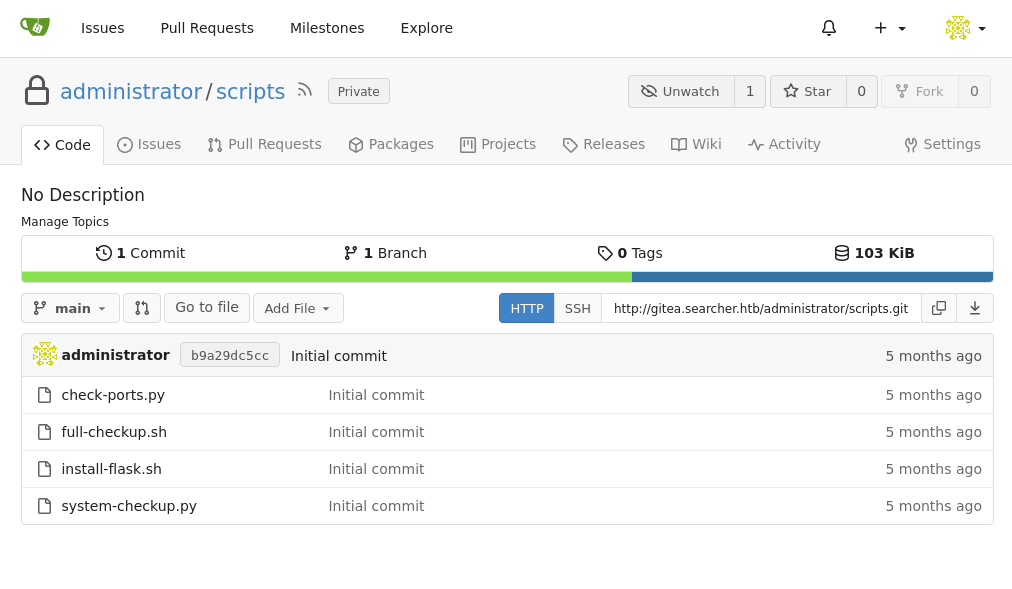 Issues Pull Requests Milestones Explore
administrator/scripts Private Unwatch 1 Star 0 Fork 0
Code Issues Pull Requests Packages Projects Releases Wiki Activity Settings
No Description
Manage Topics
1 Commit 1 Branch 0 Tags 103 KiB
main Go to file Add File HTTP SSH http://gitea.searcher.htb/administrator/scripts.git
administrator b9a29dc5cc Initial commit 5 months ago
check-ports.py Initial commit 5 months ago
full-checkup.sh Initial commit 5 months ago
install-flask.sh Initial commit 5 months ago
system-checkup.py Initial commit 5 months ago